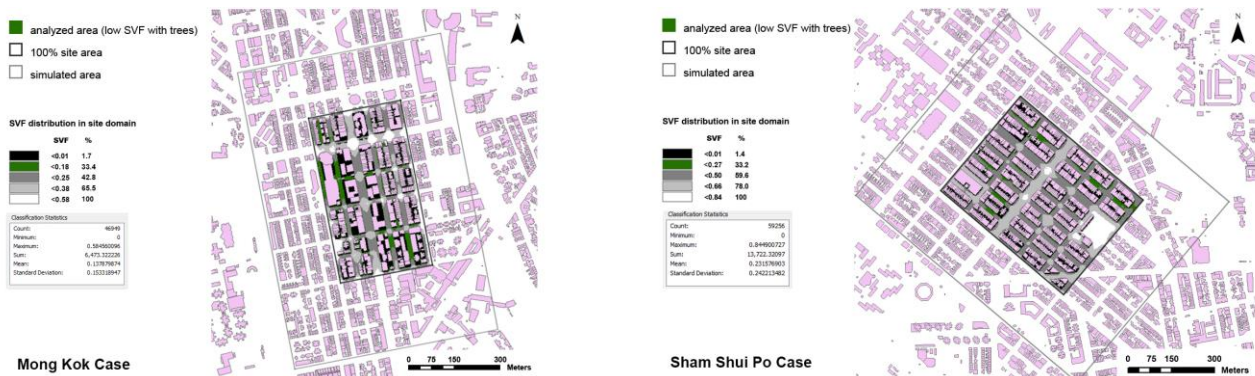 analyzed area (low SVF with trees)
100% site area
simulated area
SVF distribution in site domain
SVF %
<0.01 1.7
<0.18 33.4
<0.25 42.8
<0.38 65.5
<0.58 100
Classification Statistics
Count: 46949
Minimum: 0
Maximum: 0.584560096
Sum: 6,473.322226
Mean: 0.137879874
Standard Deviation: 0.153318947
Mong Kok Case
N
0 75 150 300
Meters
analyzed area (low SVF with trees)
100% site area
simulated area
SVF distribution in site domain
SVF %
<0.01 1.4
<0.27 33.2
<0.50 59.6
<0.66 78.0
<0.84 100
Classification Statistics
Count: 59256
Minimum: 0
Maximum: 0.844900727
Sum: 13,722.32097
Mean: 0.231576903
Standard Deviation: 0.242213482
Sham Shui Po Case
N
0 75 150 300
Meters